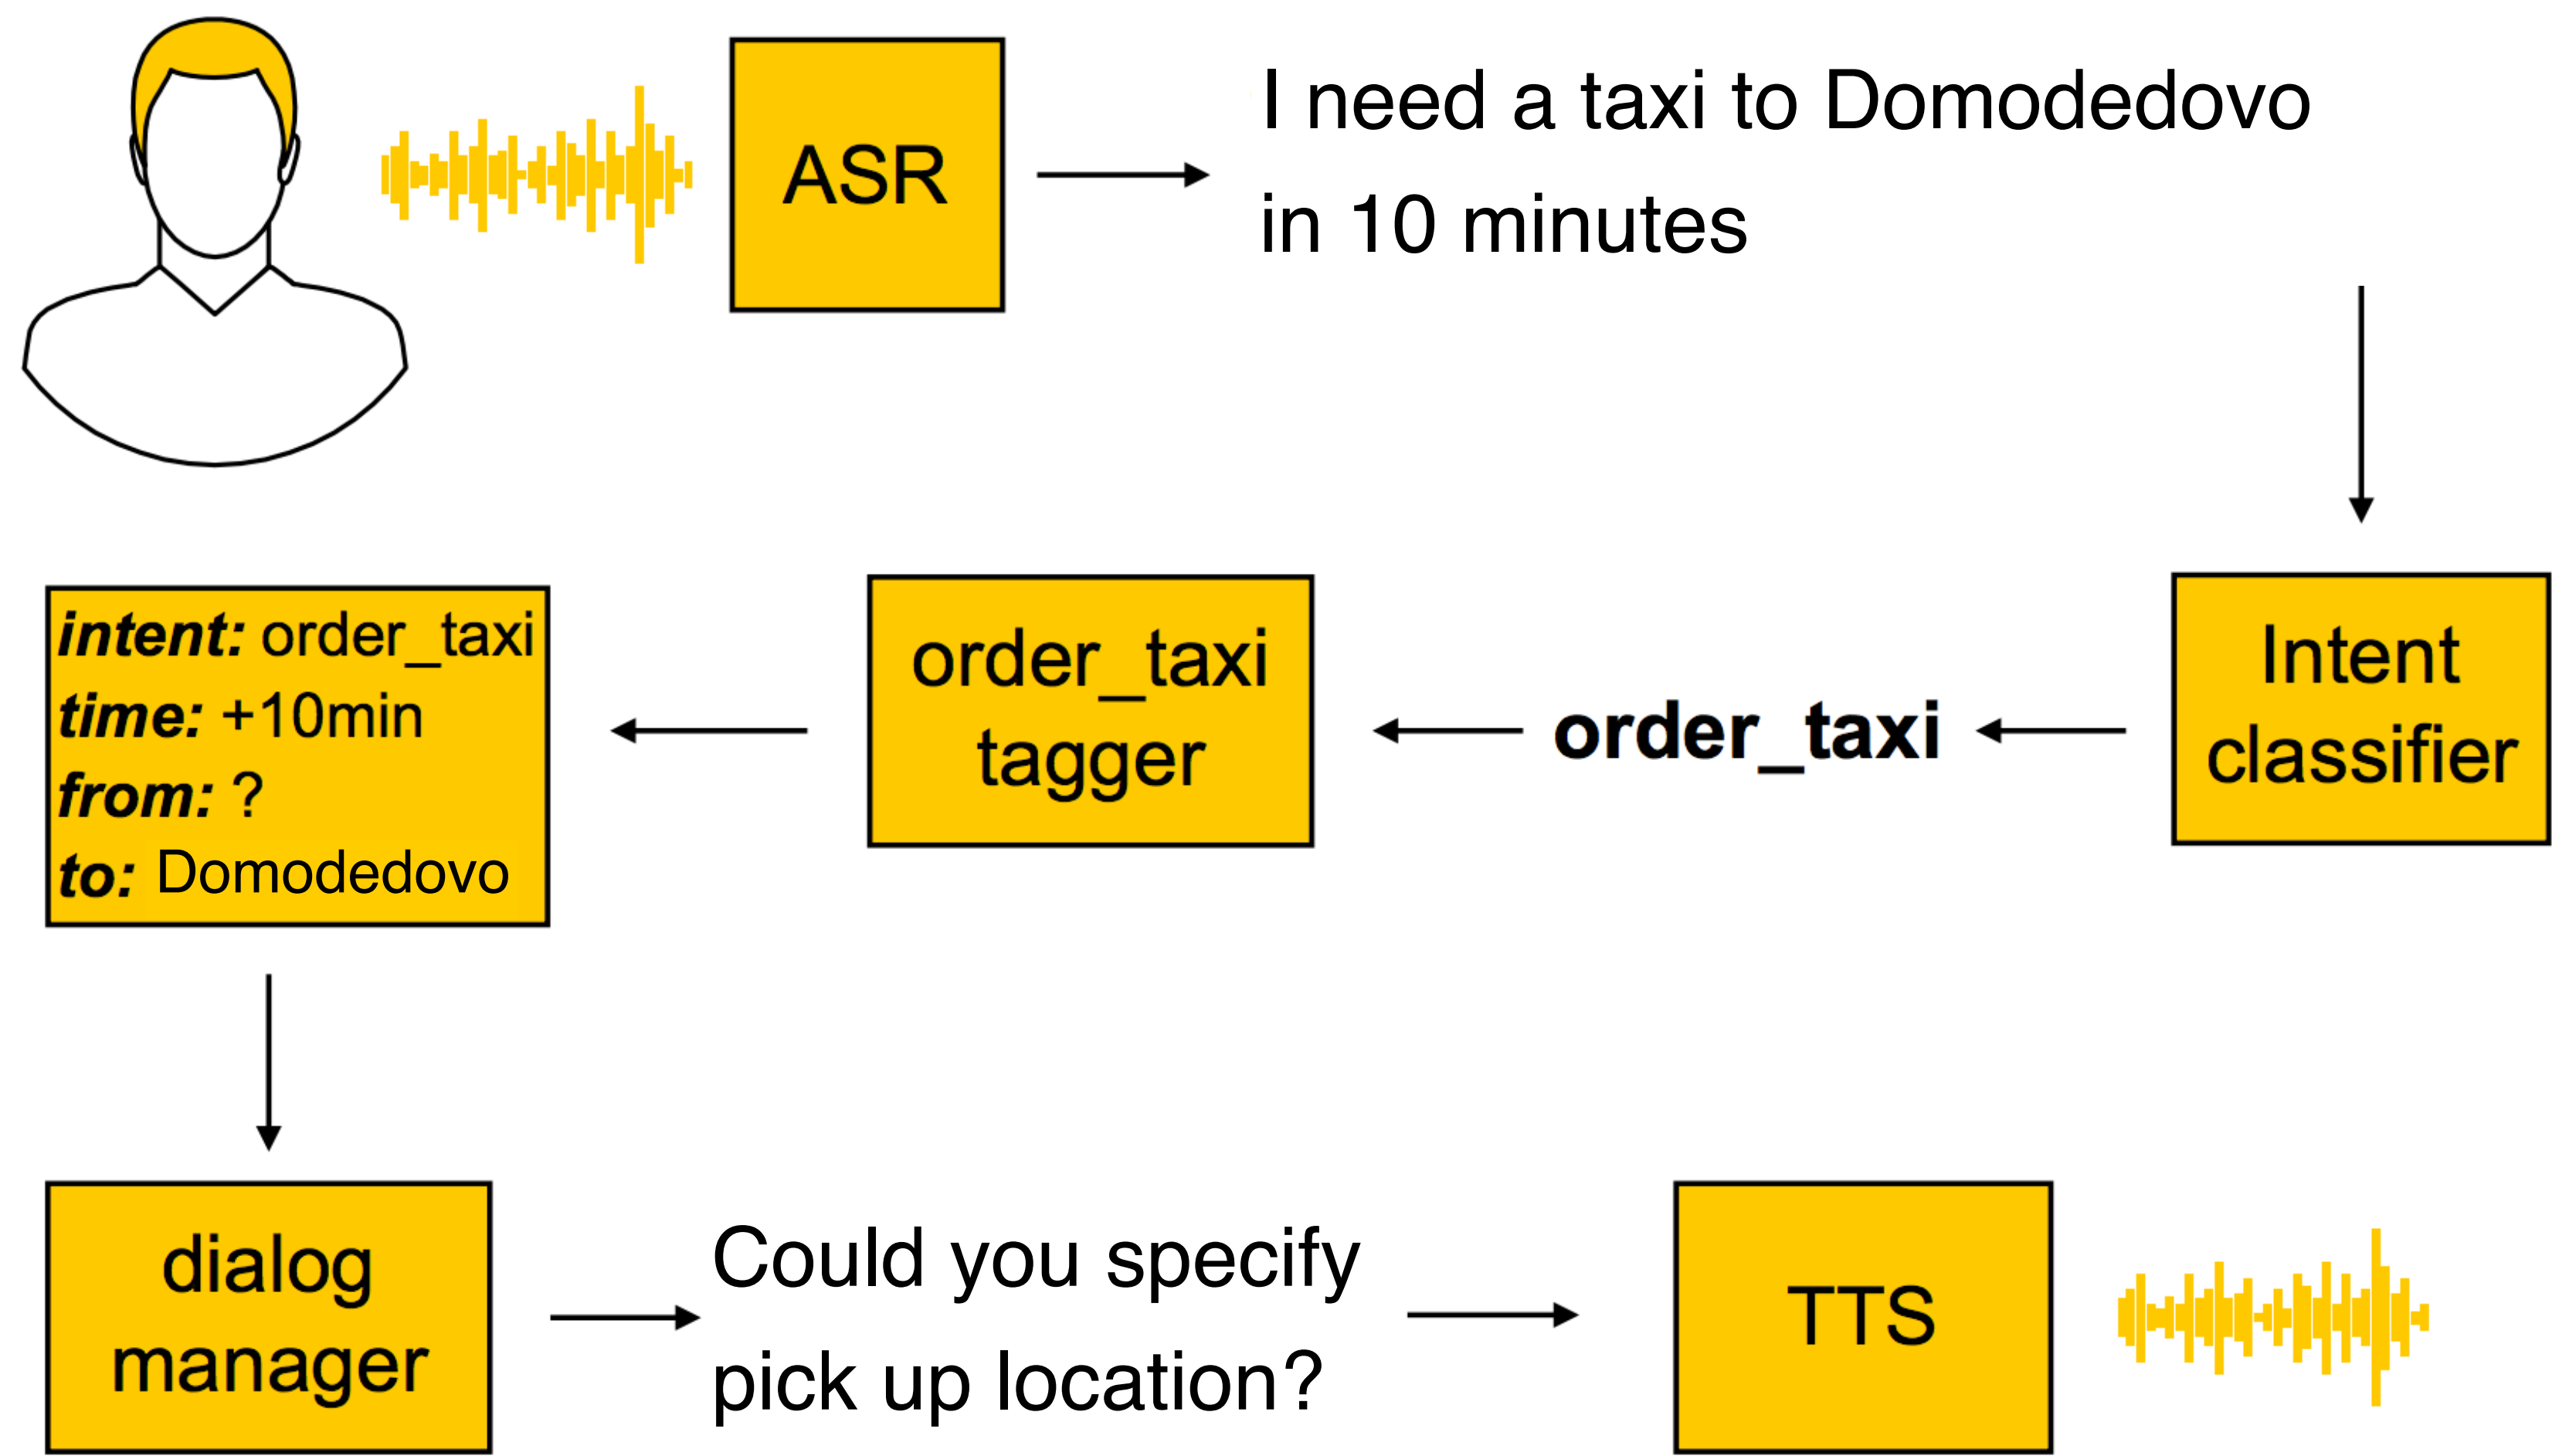 ASR
I need a taxi to Domodedovo
in 10 minutes
Intent
classifier
order_taxi
order_taxi
tagger
intent: order_taxi
time: +10min
from: ?
to: Domodedovo
dialog
manager
Could you specify
pick up location?
TTS